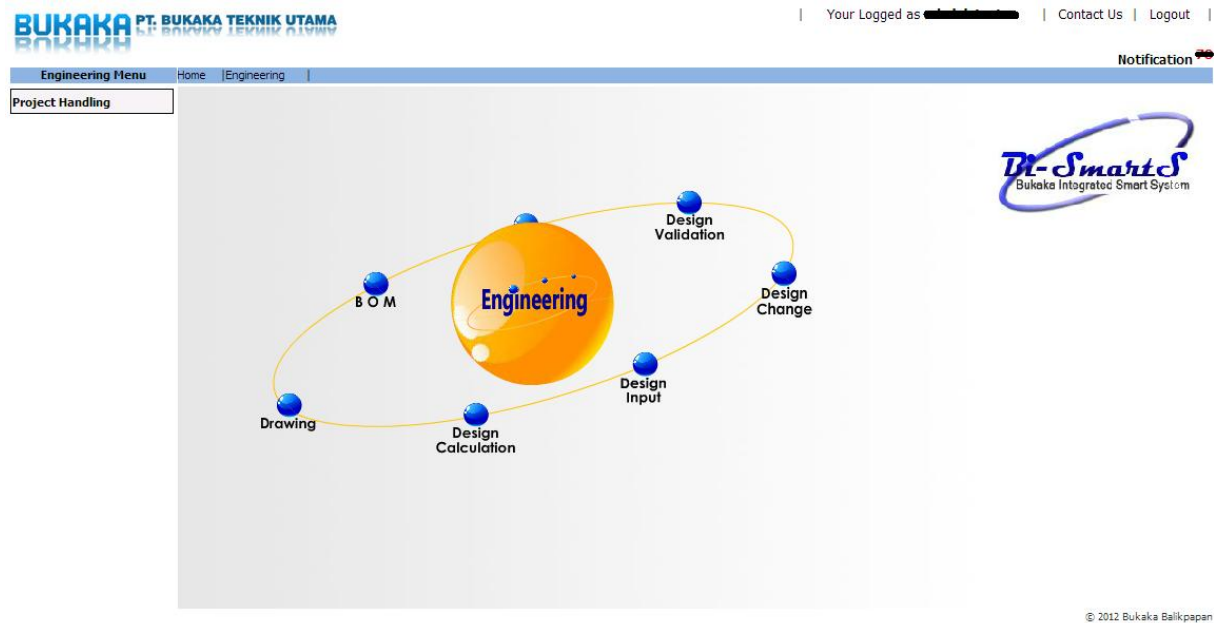 BUKAKA PT. BUKAKA TEKNIK UTAMA
| Your Logged as | Contact Us | Logout |
Notification
Engineering Menu Home |Engineering |
Project Handling
Bi-SmartS
Bukaka Integrated Smart System
Design
Validation
Design
Change
B O M
Engineering
Design
Input
Drawing
Design
Calculation
© 2012 Bukaka Balikpapan